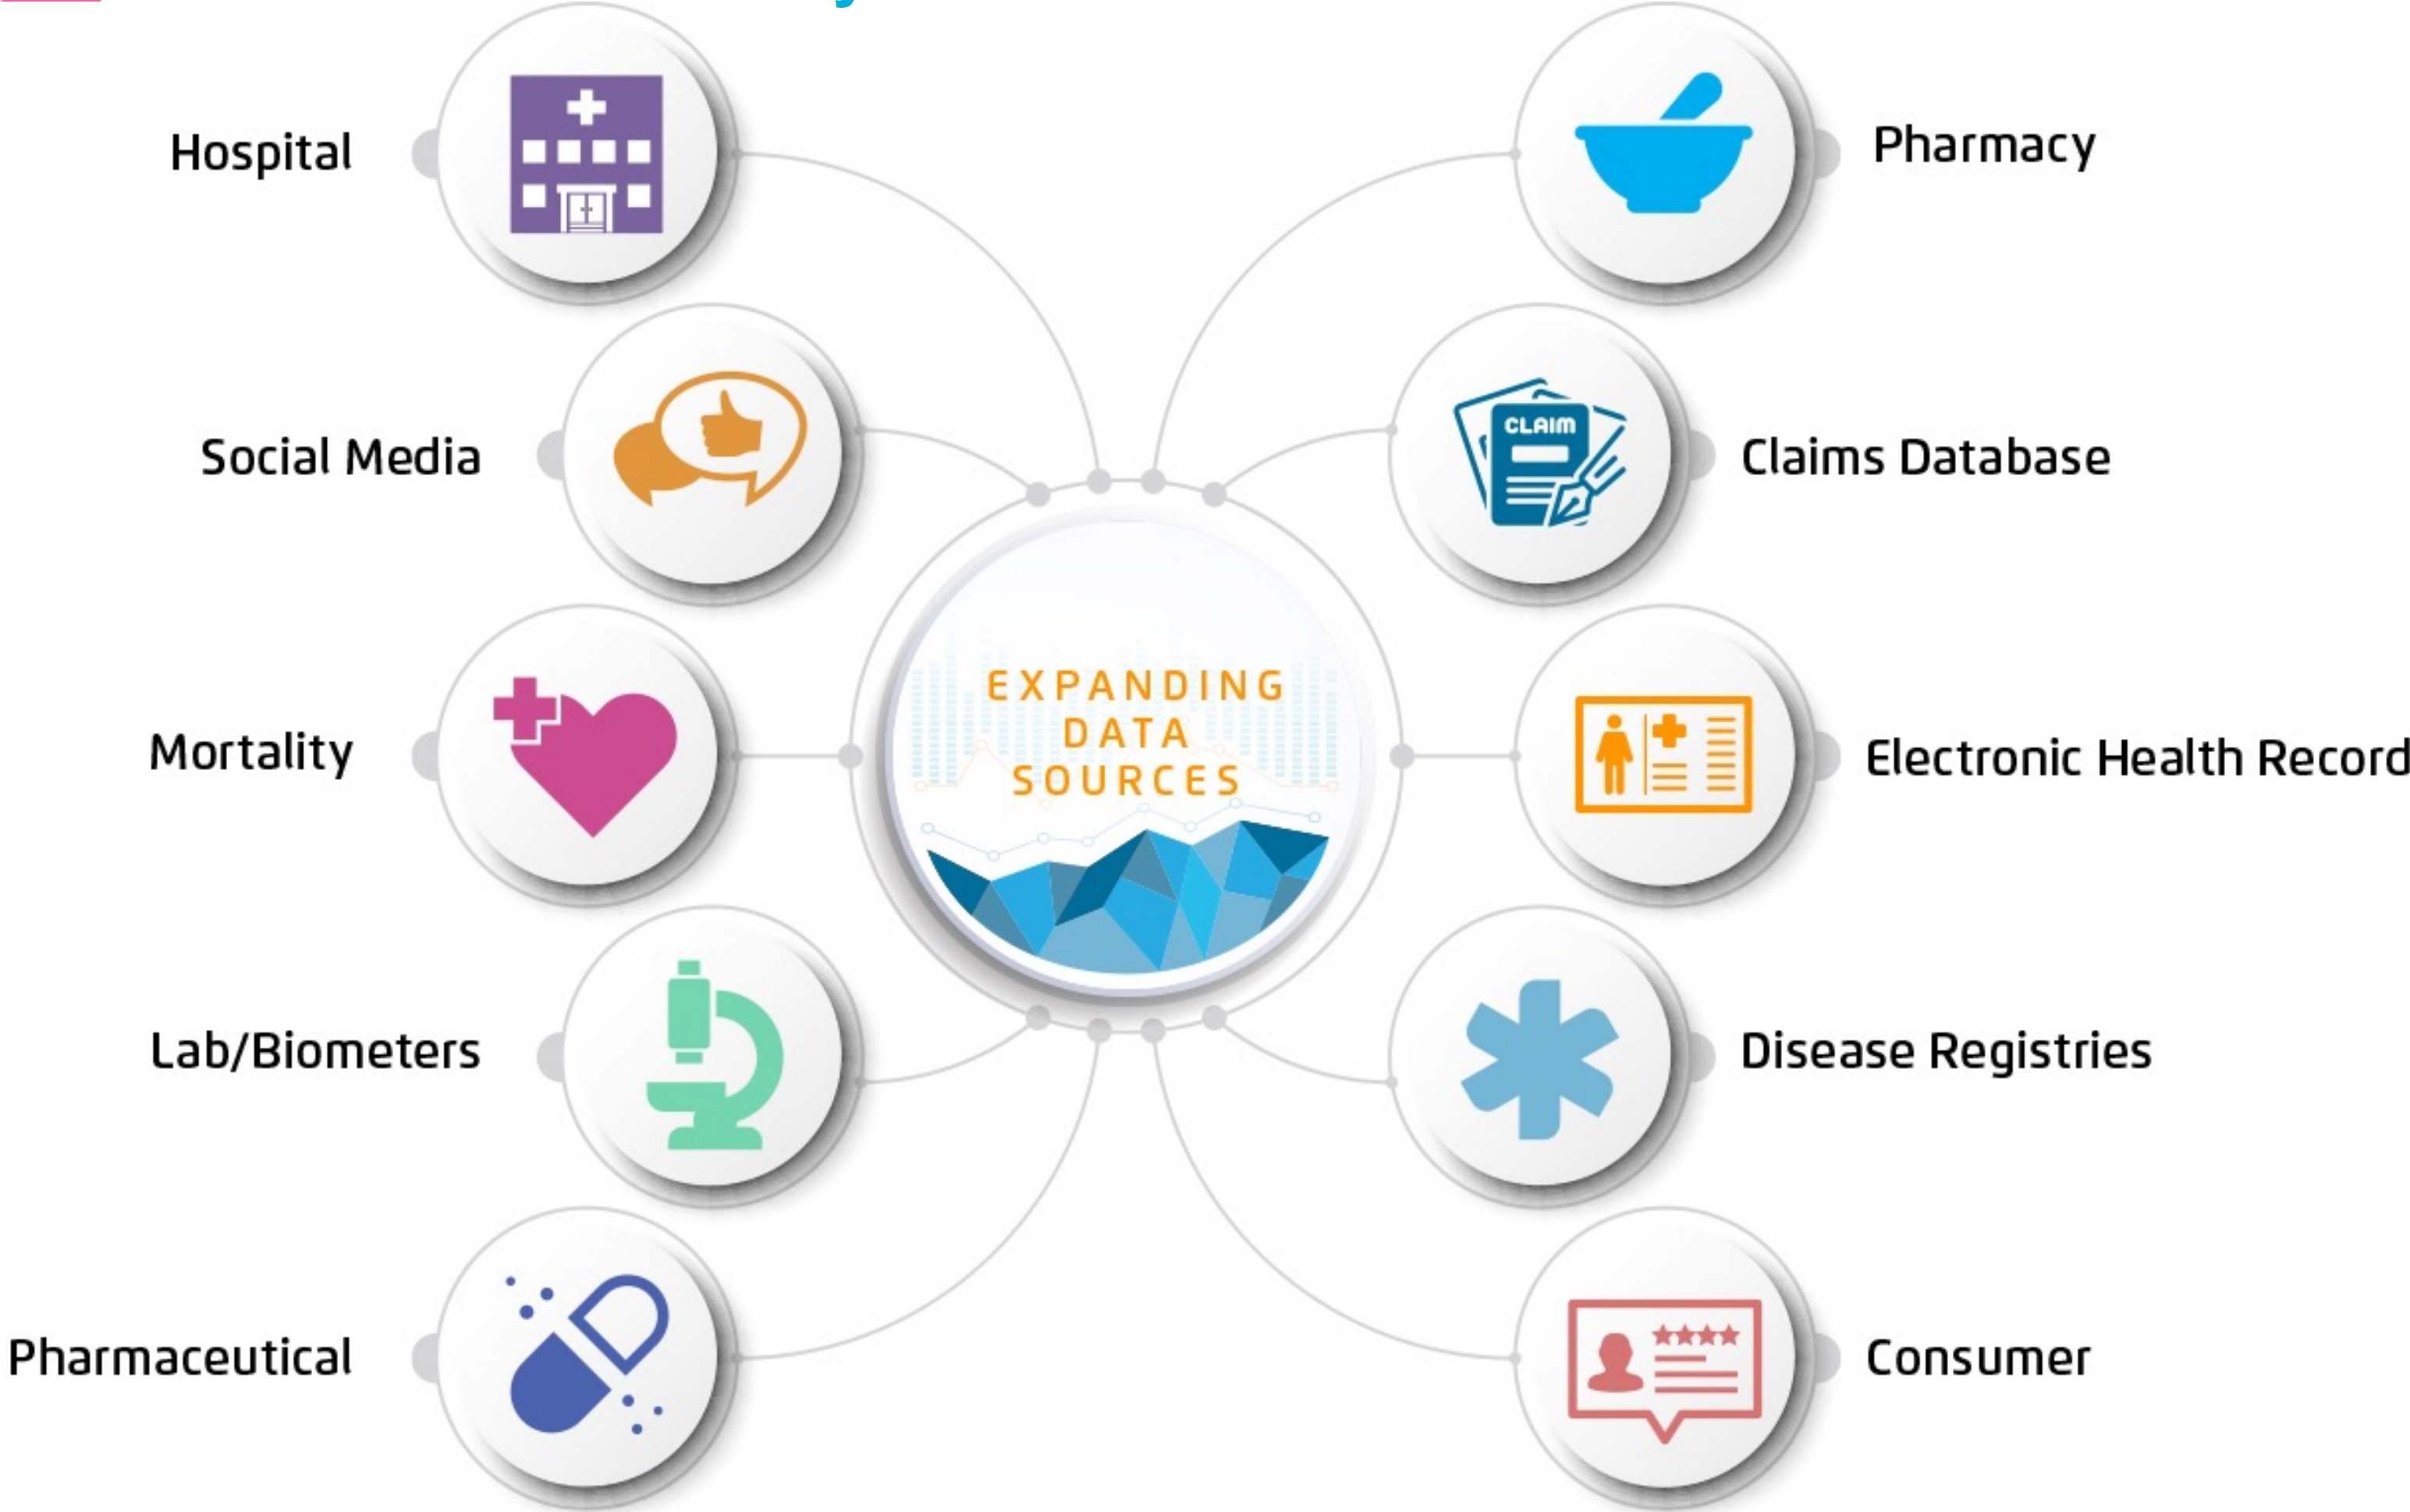 Hospital
Pharmacy
Social Media
CLAIM
Claims Database
EXPANDING
DATA
SOURCES
Mortality
Electronic Health Record
Lab/Biometers
Disease Registries
Pharmaceutical
Consumer